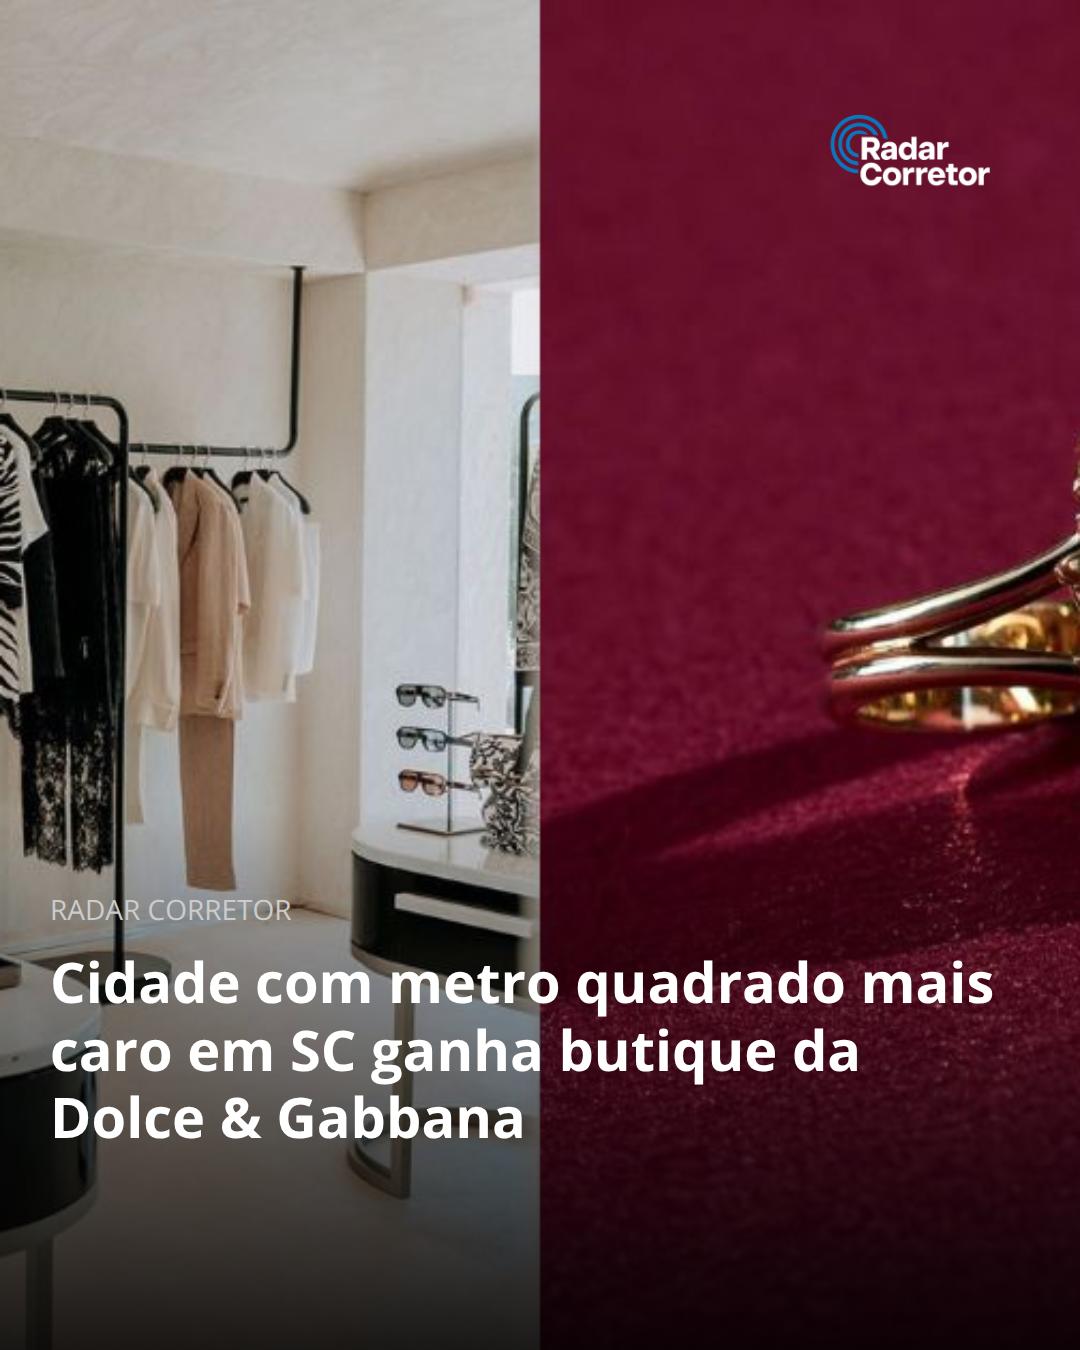 Radar
Corretor
RADAR CORRETOR
Cidade com metro quadrado mais
caro em SC ganha butique da
Dolce & Gabbana